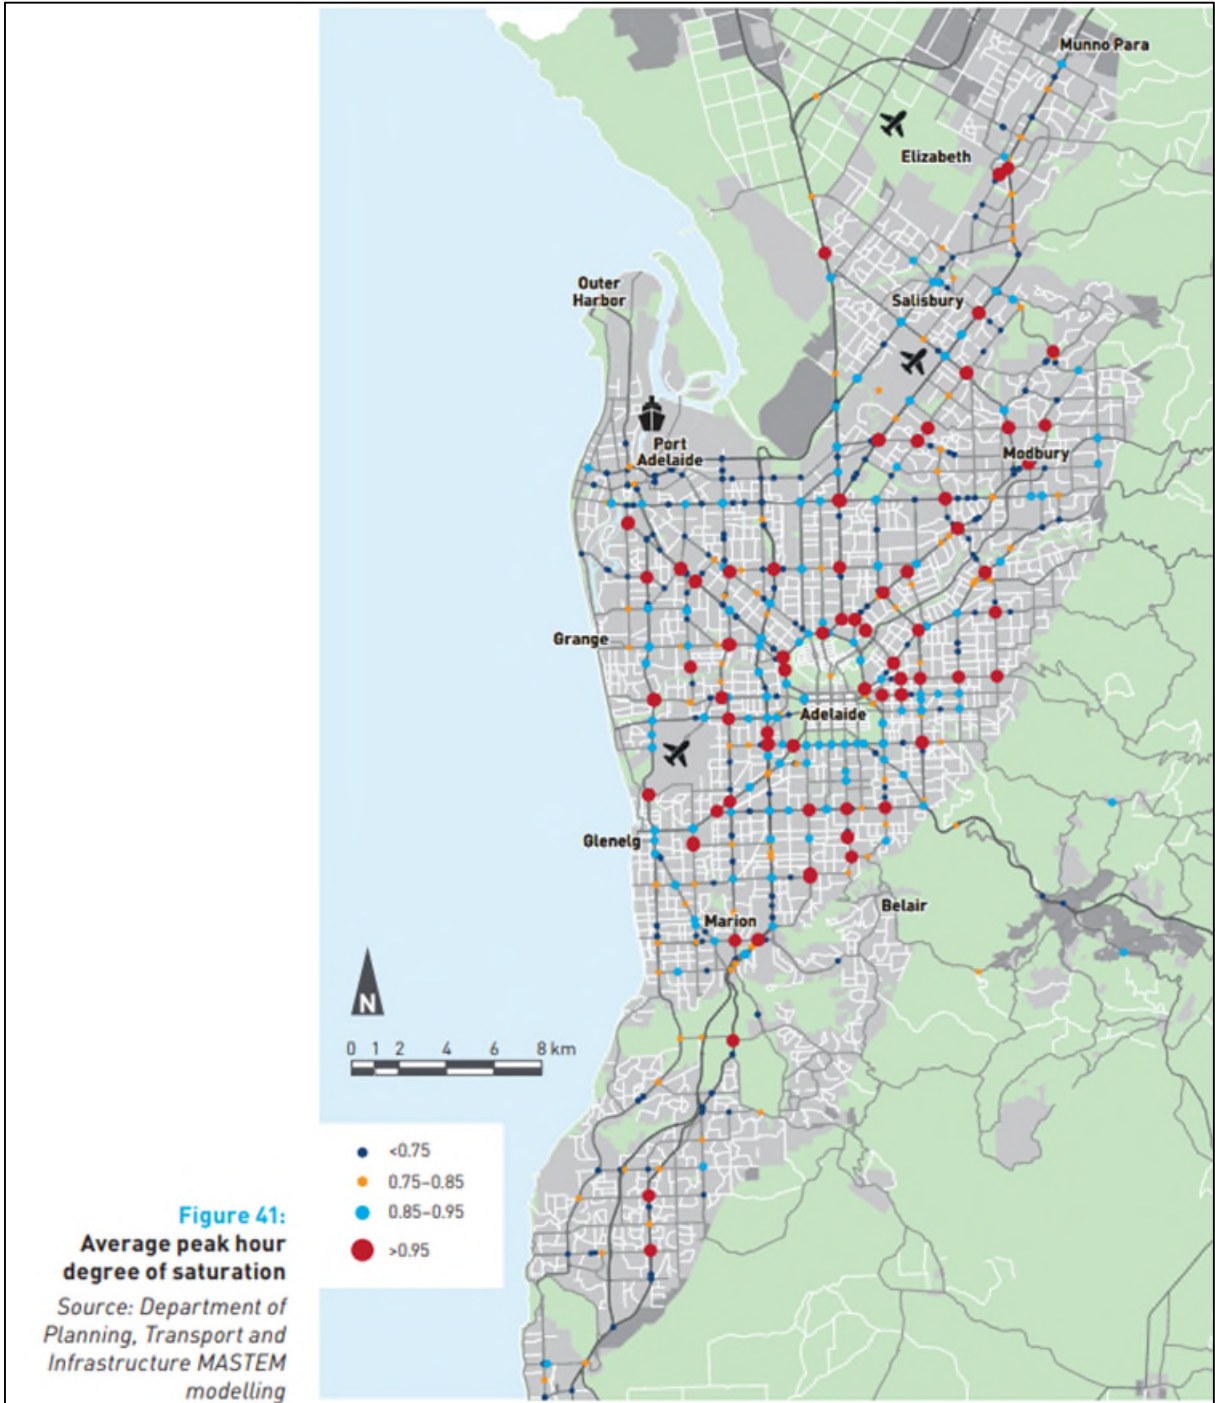 Munno Para
Elizabeth
Outer
Harbor
Salisbury
Port
Adelaide
Modbury
Grange
Adelaide
Glenelg
Belair
Marion
N
0 1 2 4 6 8 km
<0.75
0.75–0.85
0.85–0.95
>0.95
Figure 41:
Average peak hour
degree of saturation
Source: Department of
Planning, Transport and
Infrastructure MASTEM
modelling